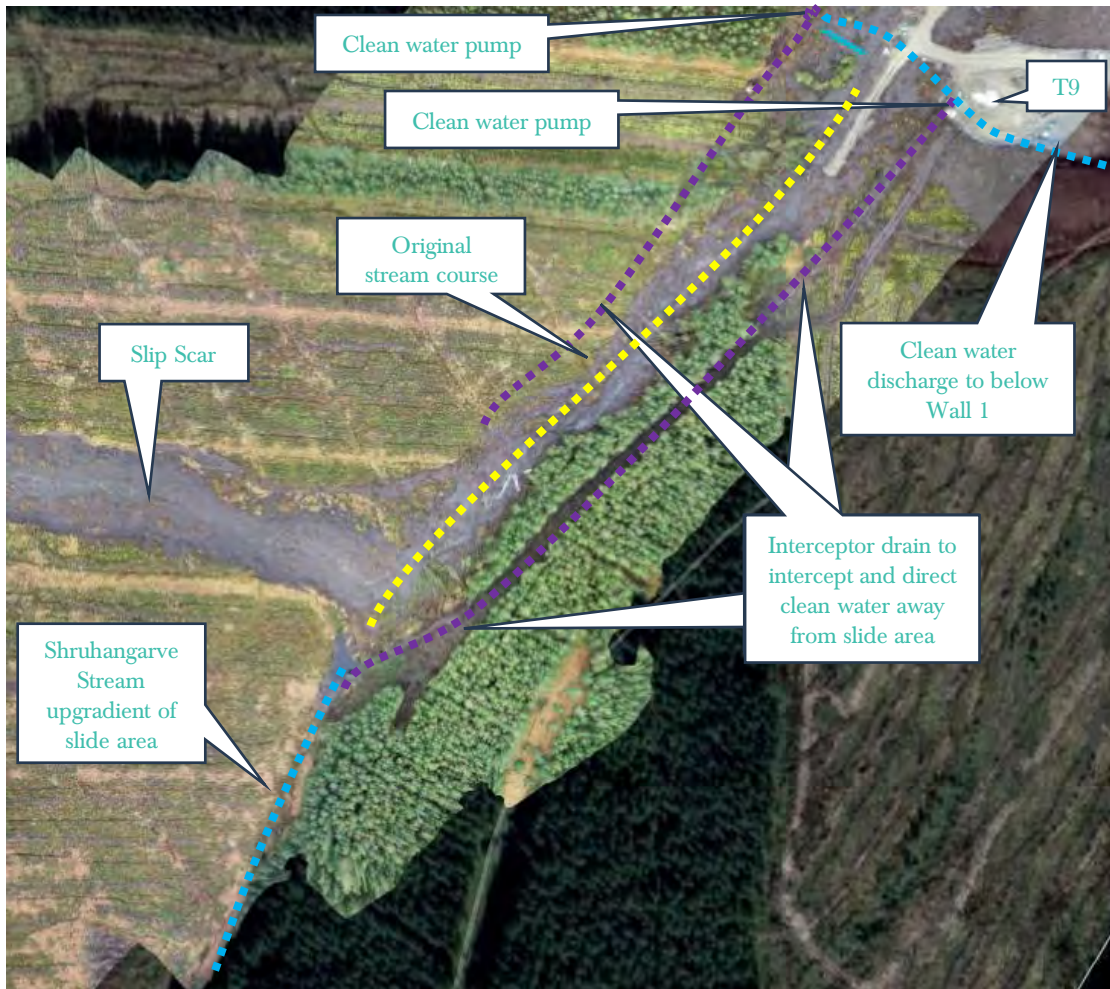 Clean water pump
T9
Clean water pump
Original
stream course
Slip Scar
Clean water
discharge to below
Wall 1
Interceptor drain to
intercept and direct
clean water away
from slide area
Shruhangarve
Stream
upgradient of
slide area